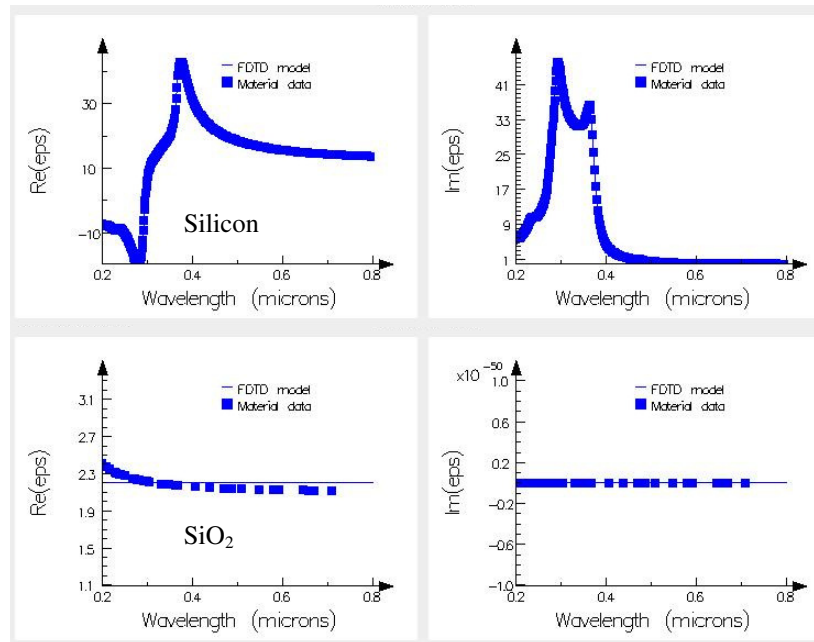 FDTD model
Material data
Re(eps)
30
10
-10
Silicon
0.2 0.4 0.6 0.8
Wavelength (microns)
FDTD model
Material data
Im(eps)
41
33
25
17
9
1
0.2 0.4 0.6 0.8
Wavelength (microns)
FDTD model
Material data
Re(eps)
3.1
2.7
2.3
1.9
1.5
1.1
SiO₂
0.2 0.4 0.6 0.8
Wavelength (microns)
x10 -50
FDTD model
Material data
Im(eps)
1.0
0.6
0.2
-0.2
-0.6
-1.0
0.2 0.4 0.6 0.8
Wavelength (microns)